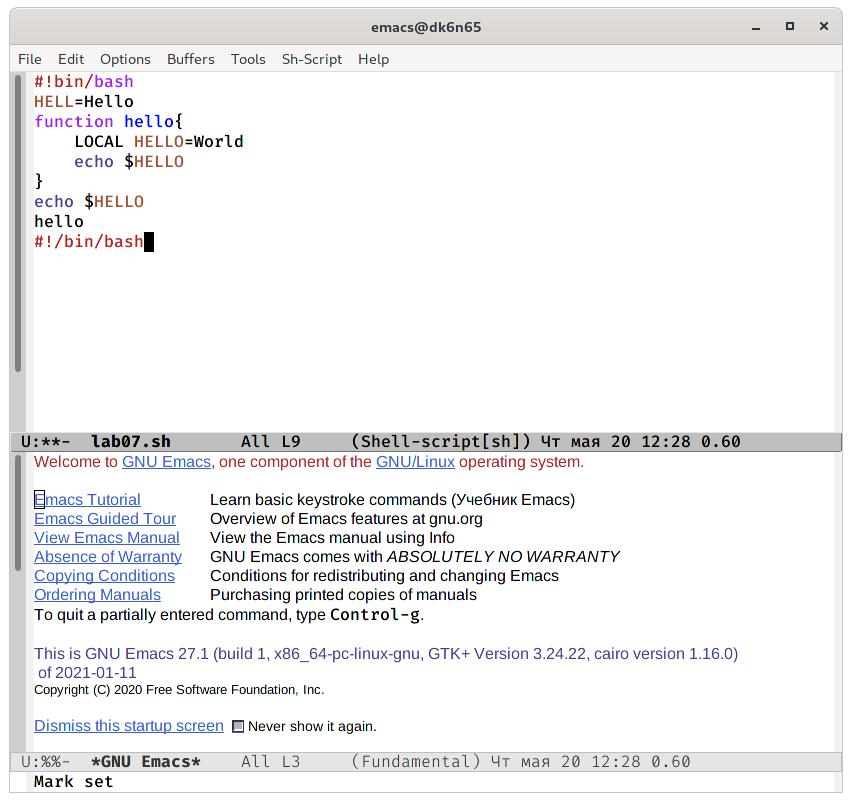 emacs@dk6n65
File Edit Options Buffers Tools Sh-Script Help
#!bin/bash
HELL=Hello
function hello{
    LOCAL HELLO=World
    echo $HELLO
}
echo $HELLO
hello
#!/bin/bash
U:**-  lab07.sh       All L9     (Shell-script[sh]) Чт мая 20 12:28 0.60
Welcome to GNU Emacs, one component of the GNU/Linux operating system.
Emacs Tutorial Learn basic keystroke commands (Учебник Emacs)
Emacs Guided Tour Overview of Emacs features at gnu.org
View Emacs Manual View the Emacs manual using Info
Absence of Warranty GNU Emacs comes with ABSOLUTELY NO WARRANTY
Copying Conditions Conditions for redistributing and changing Emacs
Ordering Manuals Purchasing printed copies of manuals
To quit a partially entered command, type Control-g.
This is GNU Emacs 27.1 (build 1, x86_64-pc-linux-gnu, GTK+ Version 3.24.22, cairo version 1.16.0)
of 2021-01-11
Copyright (C) 2020 Free Software Foundation, Inc.
Dismiss this startup screen Never show it again.
U:%%-  *GNU Emacs*    All L3     (Fundamental) Чт мая 20 12:28 0.60
Mark set